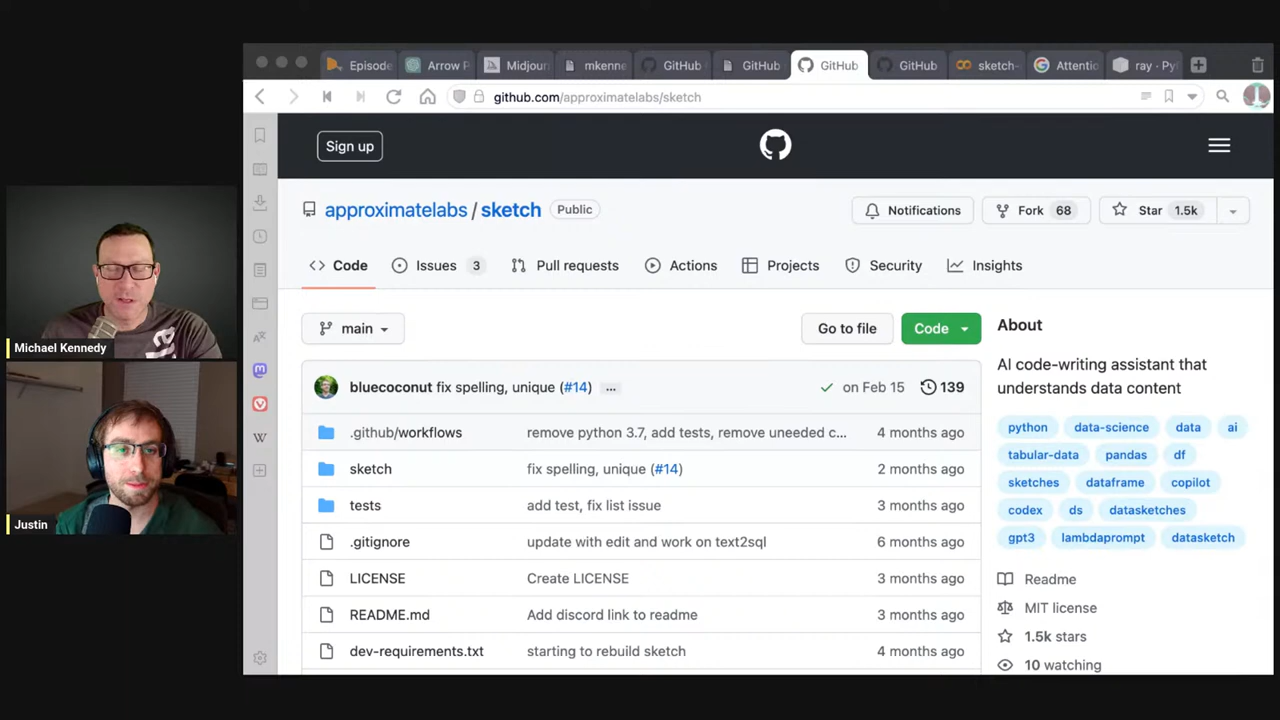 Episode
Arrow P
Midjour
mkenne
GitHub
GitHub
GitHub
GitHub
sketch-
Attentio
ray · Py
github.com/approximatelabs/sketch
Sign up
approximatelabs / sketch
Public
Notifications
Fork 68
Star 1.5k
Code
Issues 3
Pull requests
Actions
Projects
Security
Insights
main
Go to file
Code
About
AI code-writing assistant that
understands data content
bluecoconut fix spelling, unique (#14) ...
on Feb 15
139
.github/workflows
remove python 3.7, add tests, remove uneeded c...
4 months ago
sketch
fix spelling, unique (#14)
2 months ago
tests
add test, fix list issue
3 months ago
.gitignore
update with edit and work on text2sql
6 months ago
LICENSE
Create LICENSE
3 months ago
README.md
Add discord link to readme
3 months ago
dev-requirements.txt
starting to rebuild sketch
4 months ago
python
data-science
data
ai
tabular-data
pandas
df
sketches
dataframe
copilot
codex
ds
datasketches
gpt3
lambdaprompt
datasketch
Readme
MIT license
1.5k stars
10 watching
Michael Kennedy
Justin